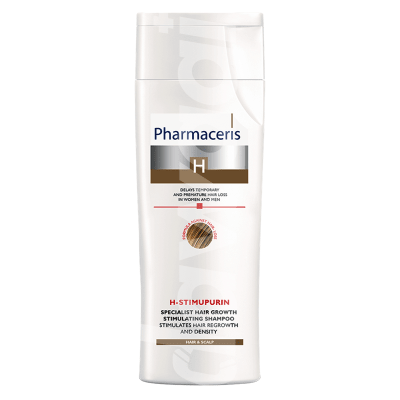 Pharmaceris
H
DELAYS TEMPORARY
AND PREMATURE HAIR LOSS
IN WOMEN AND MEN
H-STIMUPURIN
SPECIALIST HAIR GROWTH
STIMULATING SHAMPOO
STIMULATES HAIR REGROWTH
AND DENSITY
HAIR & SCALP